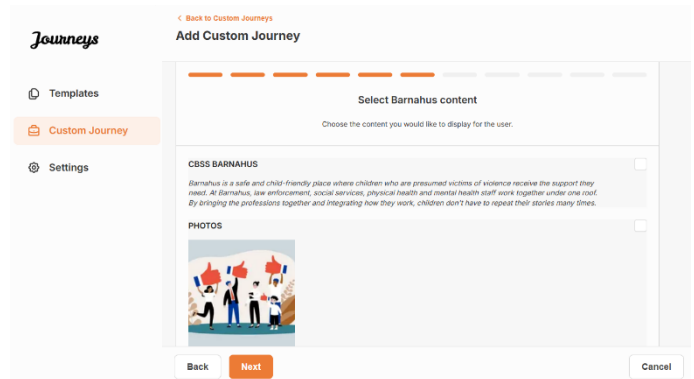 Journeys
Templates
Custom Journey
Settings
< Back to Custom Journeys
Add Custom Journey
Select Barnahus content
Choose the content you would like to display for the user.
CBSS BARNAHUS
Barnahus is a safe and child-friendly place where children who are presumed victims of violence receive the support they
need. At Barnahus, law enforcement, social services, physical health and mental health staff work together under one roof.
By bringing the professions together and integrating how they work, children don't have to repeat their stories many times.
PHOTOS
Back
Next
Cancel